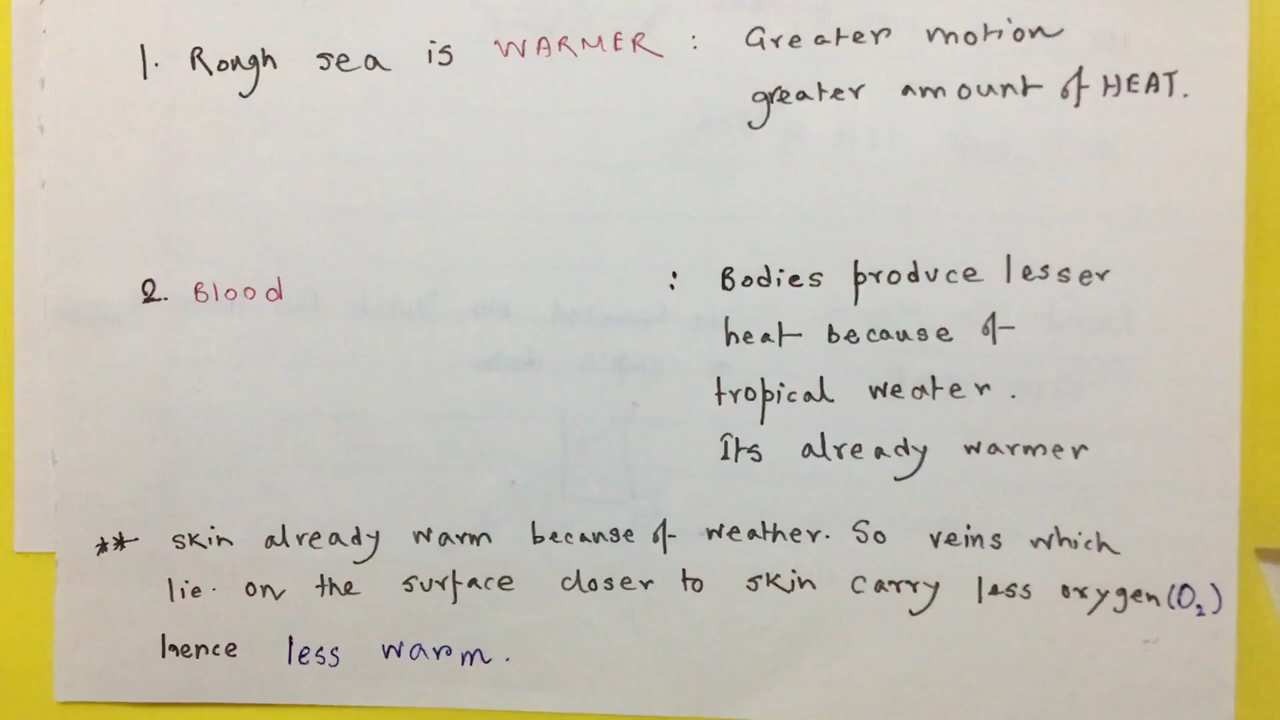 1. Rough sea is WARMER : Greater motion
greater amount of HEAT.
2. Blood : Bodies produce lesser
heat because of
tropical weater.
Its already warmer
** skin already warm because of weather. So veins which
lie. on the surface closer to skin carry less oxygen (O₂)
hence less warm.